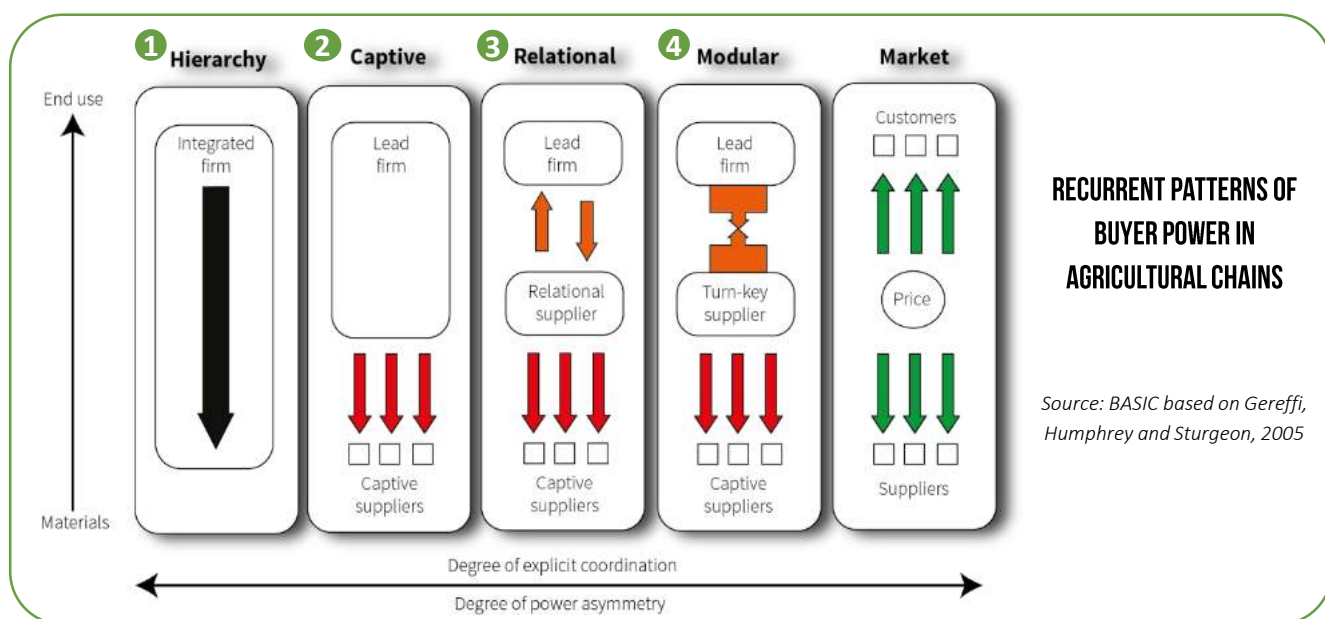 1 Hierarchy
2 Captive
3 Relational
4 Modular
Market
End use
Materials
Integrated
firm
Lead
firm
Captive
suppliers
Lead
firm
Relational
supplier
Captive
suppliers
Lead
firm
Turn-key
supplier
Captive
suppliers
Customers
Price
Suppliers
Degree of explicit coordination
Degree of power asymmetry
RECURRENT PATTERNS OF
BUYER POWER IN
AGRICULTURAL CHAINS
Source: BASIC based on Gereffi,
Humphrey and Sturgeon, 2005